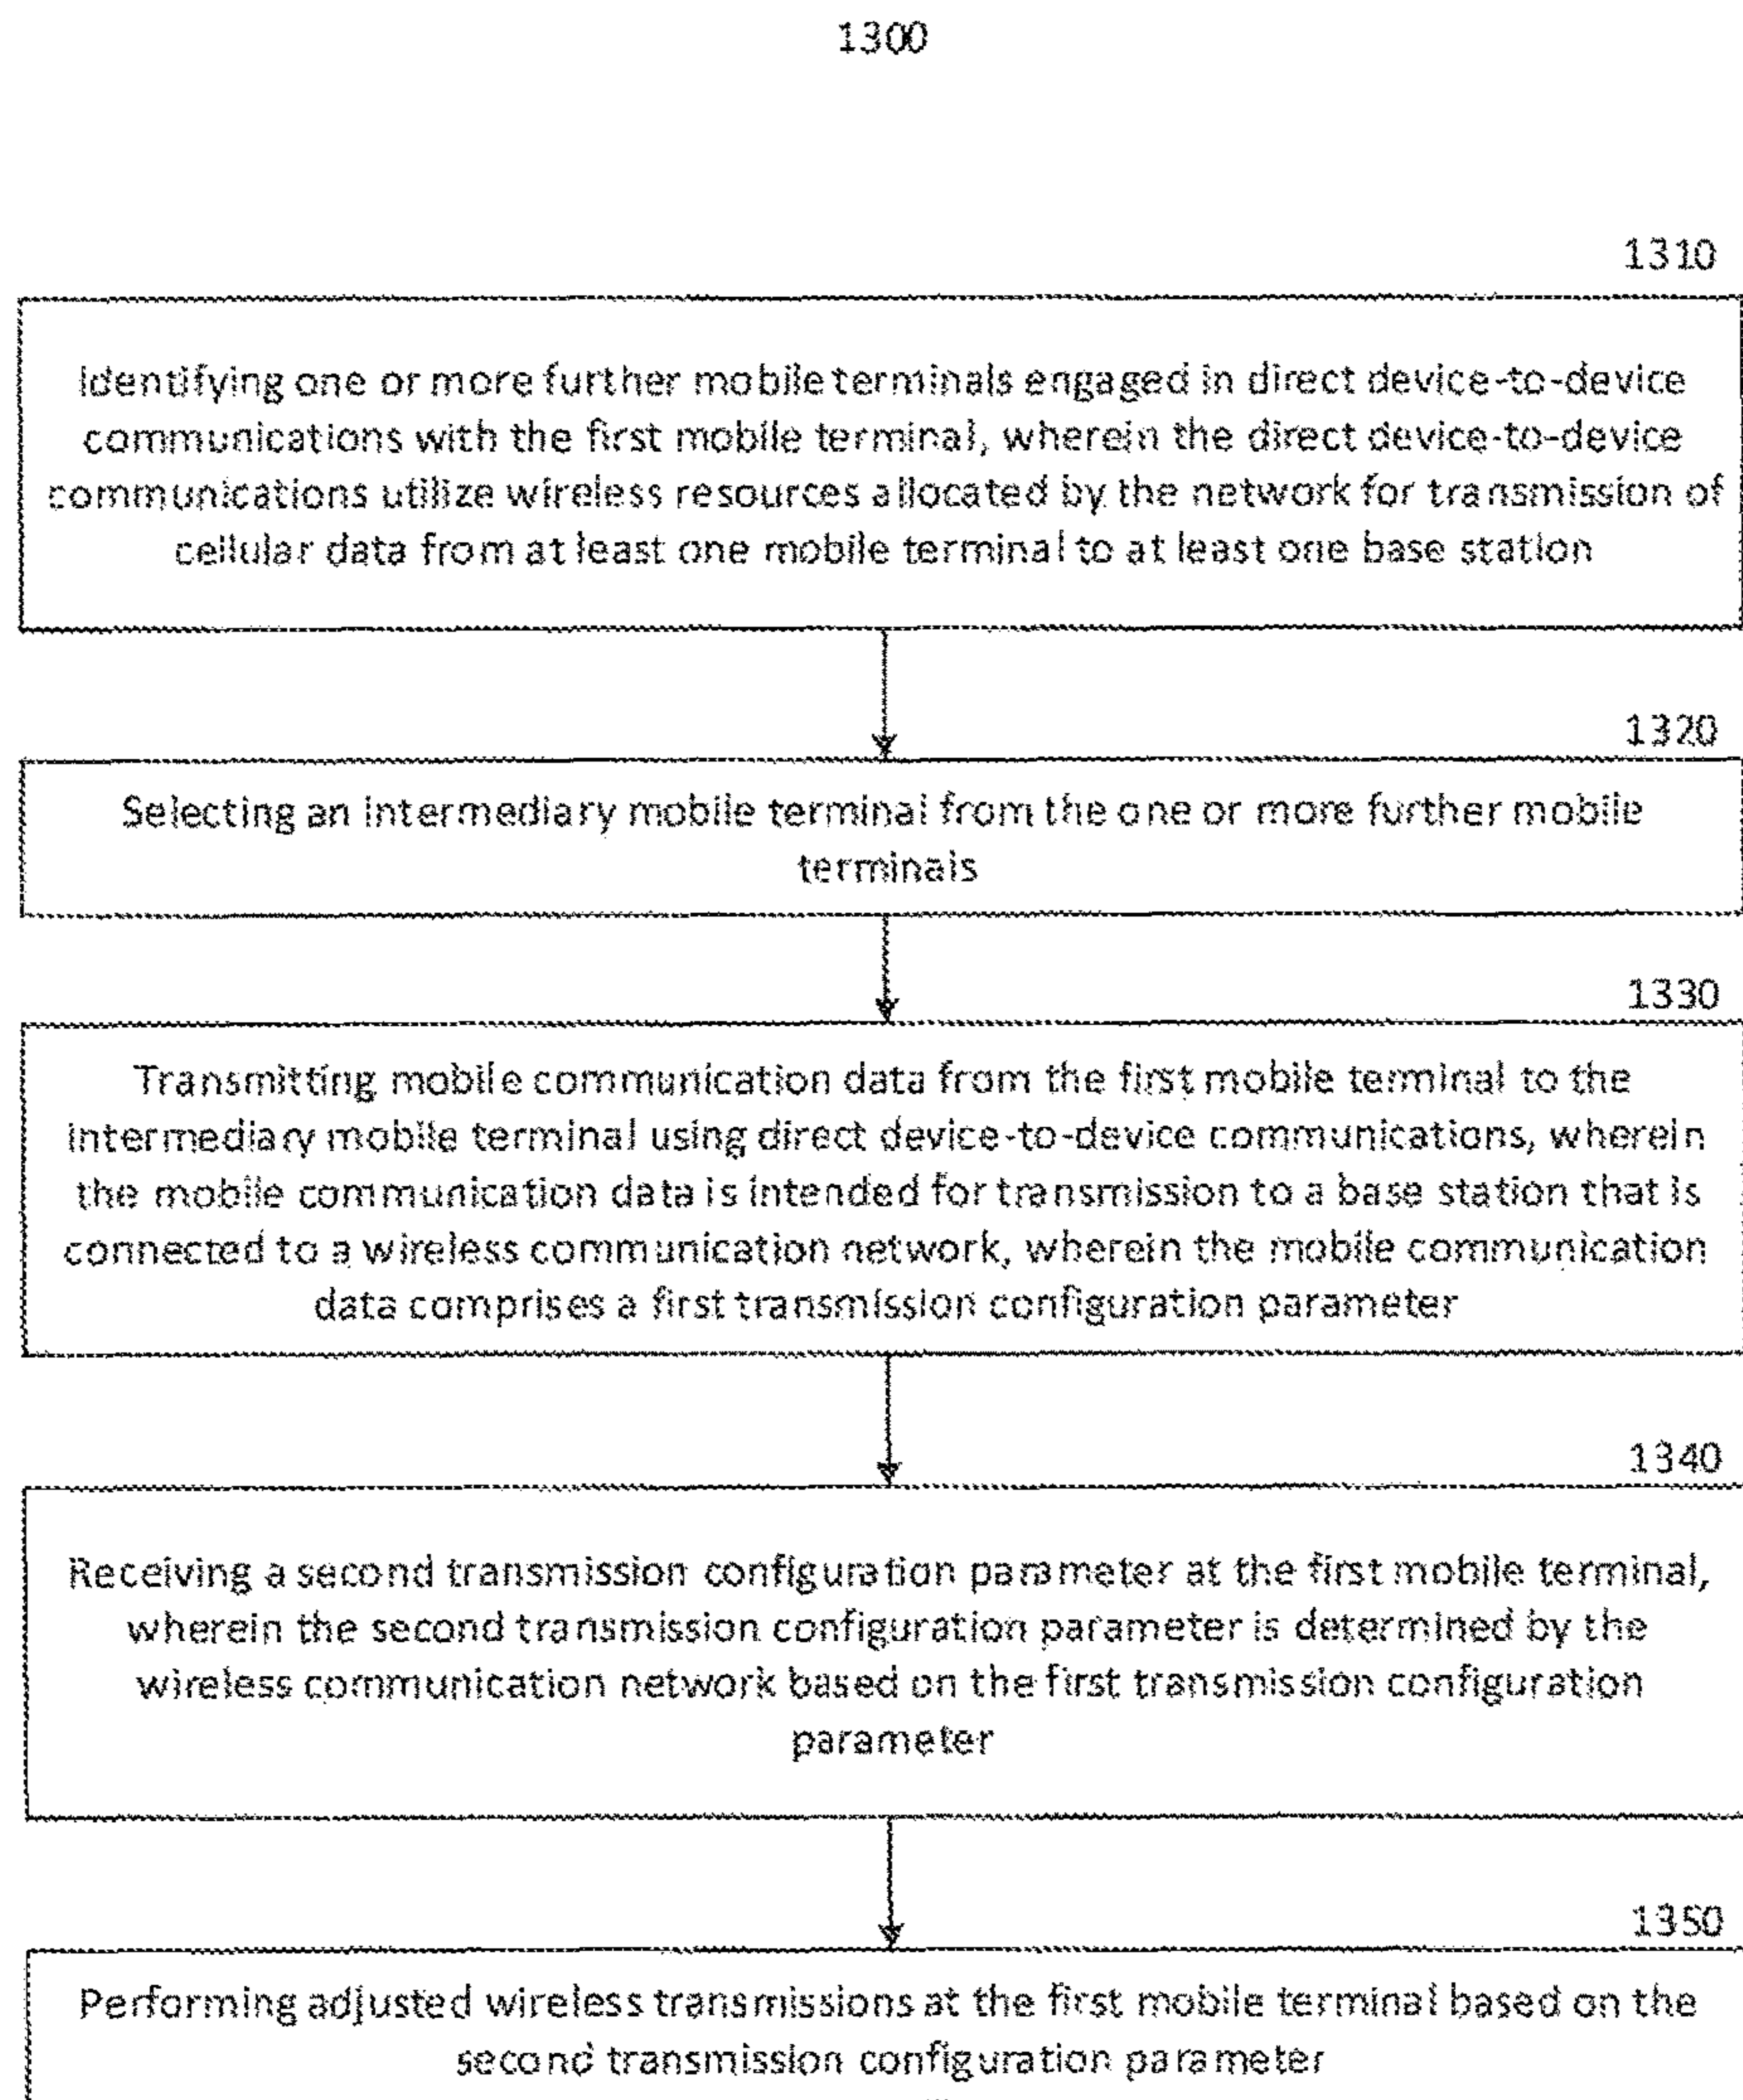 1300
1310
Identifying one or more further mobile terminals engaged in direct device-to-device
communications with the first mobile terminal, wherein the direct device-to-device
communications utilize wireless resources allocated by the network for transmission of
cellular data from at least one mobile terminal to at least one base station
1320
Selecting an intermediary mobile terminal from the one or more further mobile
terminals
1330
Transmitting mobile communication data from the first mobile terminal to the
intermediary mobile terminal using direct device-to-device communications, wherein
the mobile communication data is intended for transmission to a base station that is
connected to a wireless communication network, wherein the mobile communication
data comprises a first transmission configuration parameter
1340
Receiving a second transmission configuration parameter at the first mobile terminal,
wherein the second transmission configuration parameter is determined by the
wireless communication network based on the first transmission configuration
parameter
1350
Performing adjusted wireless transmissions at the first mobile terminal based on the
second transmission configuration parameter